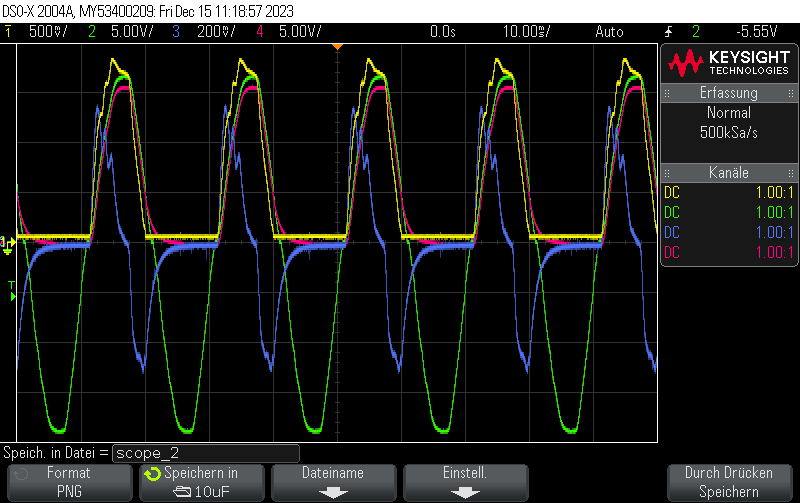 DSO-X 2004A, MY53400209: Fri Dec 15 11:18:57 2023
1 500%/ 2 5.00V/ 3 200%/ 4 5.00V/ 0.0s 10.00%/ Auto 2 -5.55V
KEYSIGHT
TECHNOLOGIES
Erfassung
Normal
500kSa/s
Kanäle
DC 1.00:1
DC 1.00:1
DC 1.00:1
DC 1.00:1
T
Speich. in Datei = scope_2
Format Speichern in Dateiname Einstell. Durch Drücken
PNG 10uF Speichern